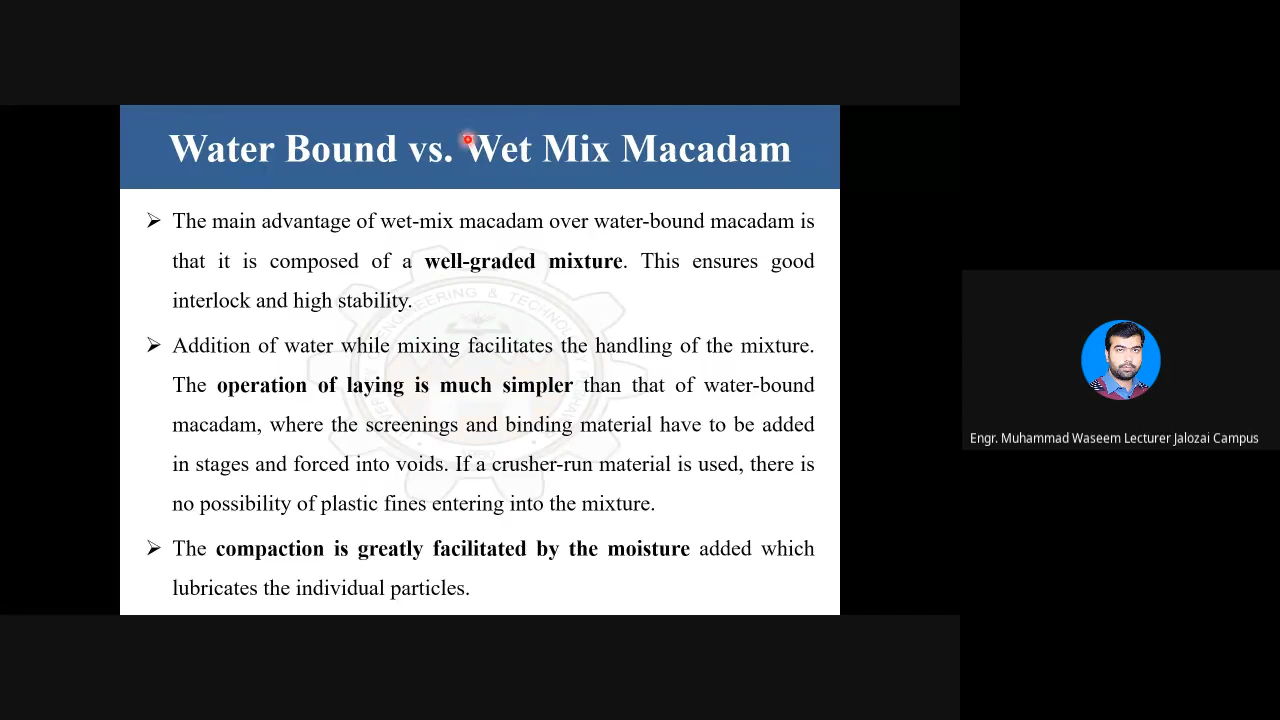 Water Bound vs. Wet Mix Macadam
➢ The main advantage of wet-mix macadam over water-bound macadam is
that it is composed of a well-graded mixture. This ensures good
interlock and high stability.
➢ Addition of water while mixing facilitates the handling of the mixture.
The operation of laying is much simpler than that of water-bound
macadam, where the screenings and binding material have to be added
in stages and forced into voids. If a crusher-run material is used, there is
no possibility of plastic fines entering into the mixture.
➢ The compaction is greatly facilitated by the moisture added which
lubricates the individual particles.
ENGINEERING & TECHNOLOGY
Engr. Muhammad Waseem Lecturer Jalozai Campus